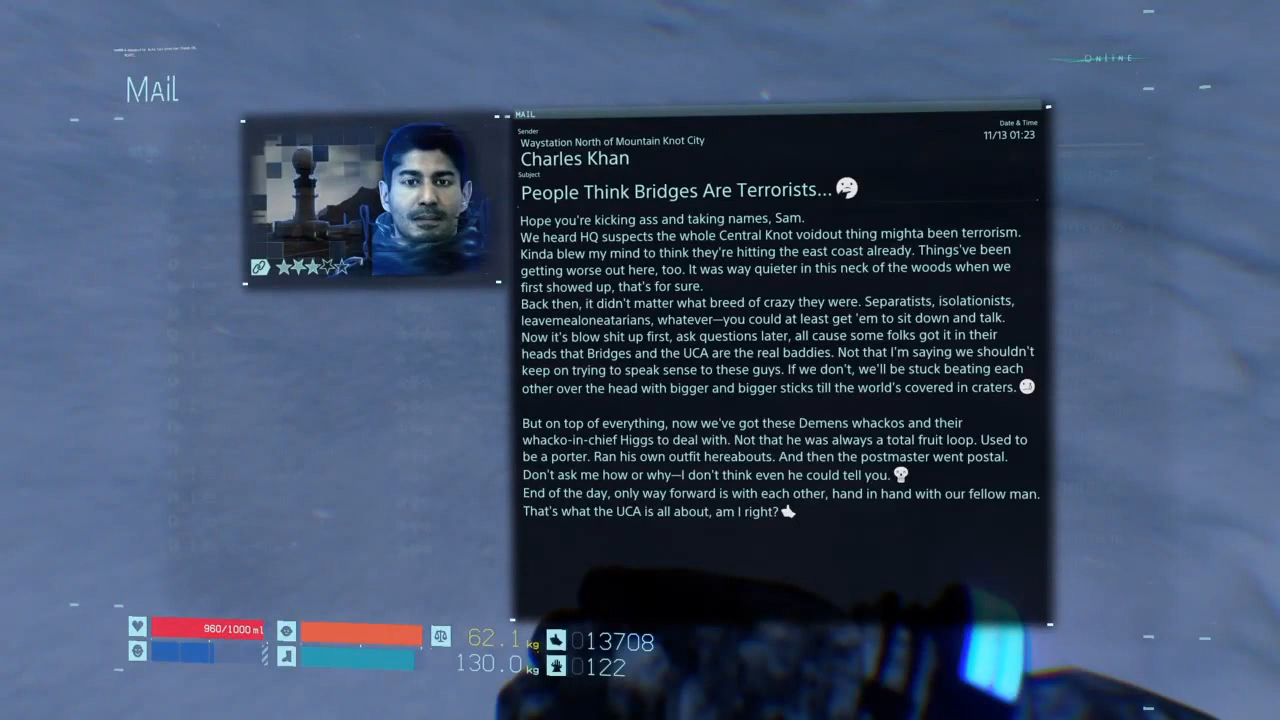 Mail
ONLINE
MAIL
Sender
Waystation North of Mountain Knot City
Charles Khan
Date & Time
11/13 01:23
Subject
People Think Bridges Are Terrorists...
Hope you're kicking ass and taking names, Sam.
We heard HQ suspects the whole Central Knot voidout thing mighta been terrorism.
Kinda blew my mind to think they're hitting the east coast already. Things've been
getting worse out here, too. It was way quieter in this neck of the woods when we
first showed up, that's for sure.
Back then, it didn't matter what breed of crazy they were. Separatists, isolationists,
leavemealoneatarians, whatever—you could at least get 'em to sit down and talk.
Now it's blow shit up first, ask questions later, all cause some folks got it in their
heads that Bridges and the UCA are the real baddies. Not that I'm saying we shouldn't
keep on trying to speak sense to these guys. If we don't, we'll be stuck beating each
other over the head with bigger and bigger sticks till the world's covered in craters.
But on top of everything, now we've got these Demens whackos and their
whacko-in-chief Higgs to deal with. Not that he was always a total fruit loop. Used to
be a porter. Ran his own outfit hereabouts. And then the postmaster went postal.
Don't ask me how or why—I don't think even he could tell you.
End of the day, only way forward is with each other, hand in hand with our fellow man.
That's what the UCA is all about, am I right?
960/1000 ml
62.1 kg
130.0 kg
013708
0122